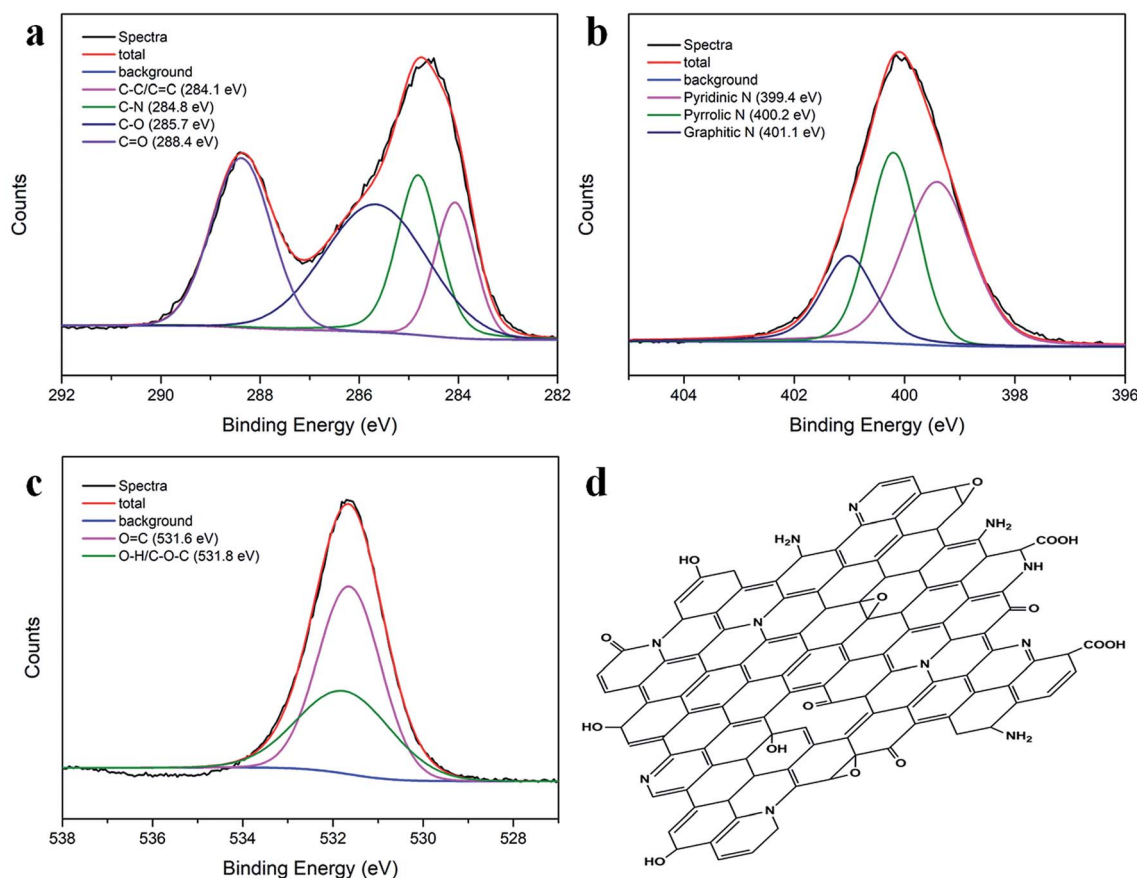 a
Spectra
total
background
C-C/C=C (284.1 eV)
C-N (284.8 eV)
C-O (285.7 eV)
C=O (288.4 eV)
Counts
292 290 288 286 284 282
Binding Energy (eV)
b
Spectra
total
background
Pyridinic N (399.4 eV)
Pyrrolic N (400.2 eV)
Graphitic N (401.1 eV)
Counts
404 402 400 398 396
Binding Energy (eV)
c
Spectra
total
background
O=C (531.6 eV)
O-H/C-O-C (531.8 eV)
Counts
538 536 534 532 530 528
Binding Energy (eV)
d
O
N
NH₂
H₂N
COOH
HO
NH
O
O
N
N
O
N
COOH
N
O
HO
NH₂
OH
O
O
N
N
HO